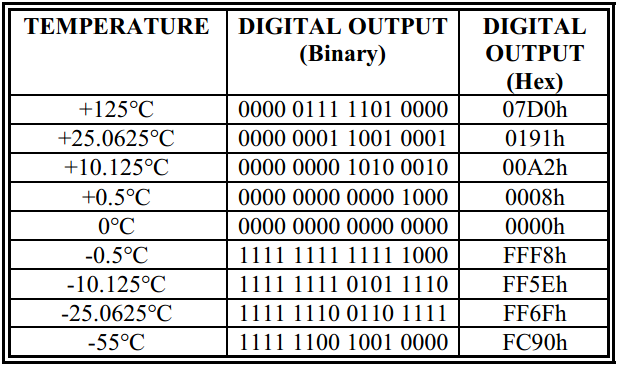 TEMPERATURE DIGITAL OUTPUT (Binary) DIGITAL OUTPUT (Hex)
+125°C 0000 0111 1101 0000 07D0h
+25.0625°C 0000 0001 1001 0001 0191h
+10.125°C 0000 0000 1010 0010 00A2h
+0.5°C 0000 0000 0000 1000 0008h
0°C 0000 0000 0000 0000 0000h
-0.5°C 1111 1111 1111 1000 FFF8h
-10.125°C 1111 1111 0101 1110 FF5Eh
-25.0625°C 1111 1110 0110 1111 FF6Fh
-55°C 1111 1100 1001 0000 FC90h